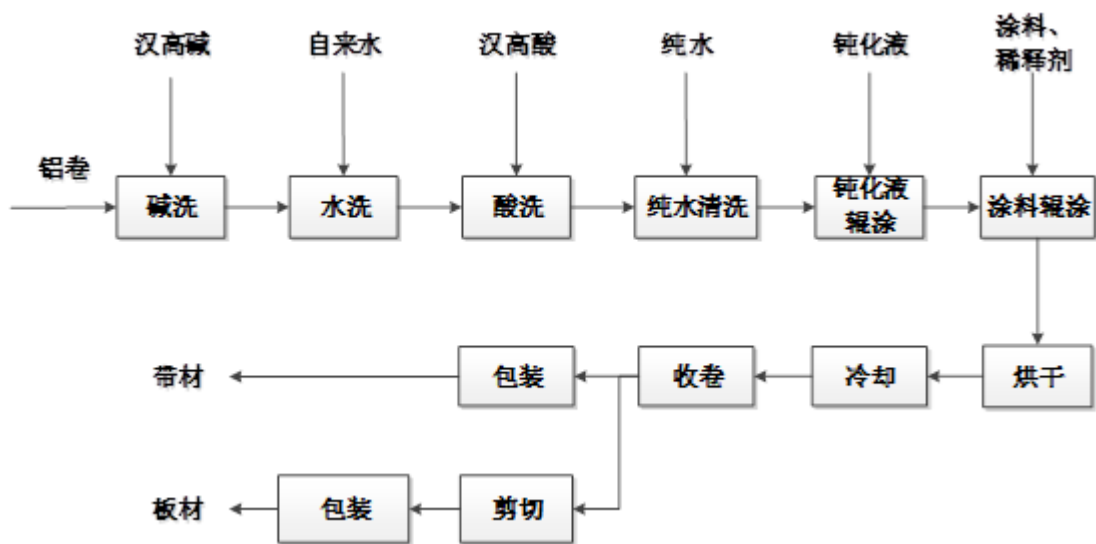 汉高碱
自来水
汉高酸
纯水
钝化液
涂料、
稀释剂
铝卷
碱洗
水洗
酸洗
纯水清洗
钝化液
辊涂
涂料辊涂
带材
包装
收卷
冷却
烘干
板材
包装
剪切